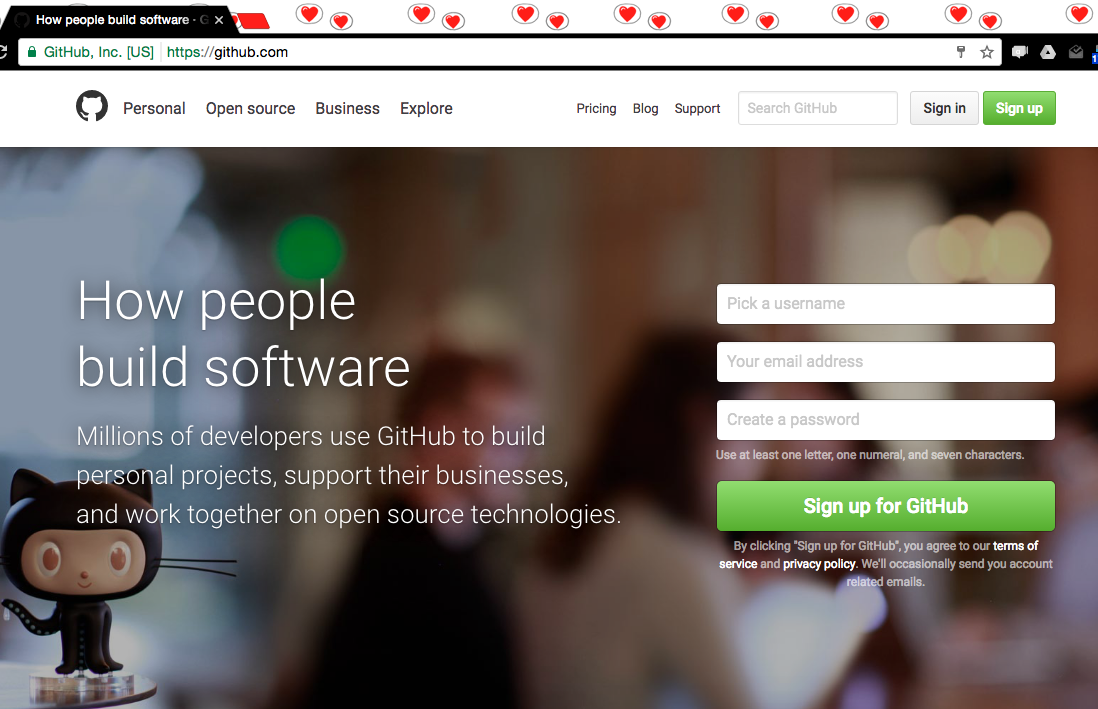 How people build software · G
GitHub, Inc. [US] https://github.com
1
Personal Open source Business Explore Pricing Blog Support Search GitHub Sign in Sign up
How people
build software
Millions of developers use GitHub to build
personal projects, support their businesses,
and work together on open source technologies.
Pick a username
Your email address
Create a password
Use at least one letter, one numeral, and seven characters.
Sign up for GitHub
By clicking "Sign up for GitHub", you agree to our terms of
service and privacy policy. We'll occasionally send you account
related emails.